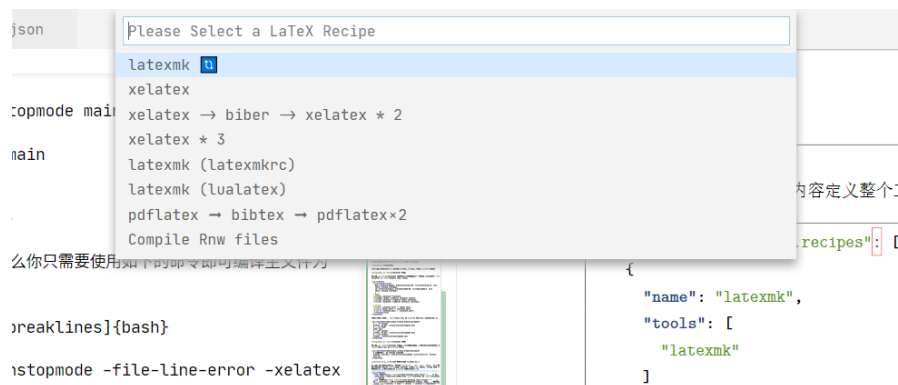 json
Please Select a LaTeX Recipe
latexmk
xelatex
xelatex → biber → xelatex * 2
xelatex * 3
latexmk (latexmkrc)
latexmk (lualatex)
pdflatex ➞ bibtex ➞ pdflatex×2
Compile Rnw files
topmode main
main
么你只需要使用如下的命令即可编译主文件为
breaklines]{bash}
nstopmode -file-line-error -xelatex
内容定义整个
.recipes": [
{
"name": "latexmk",
"tools": [
"latexmk"
]